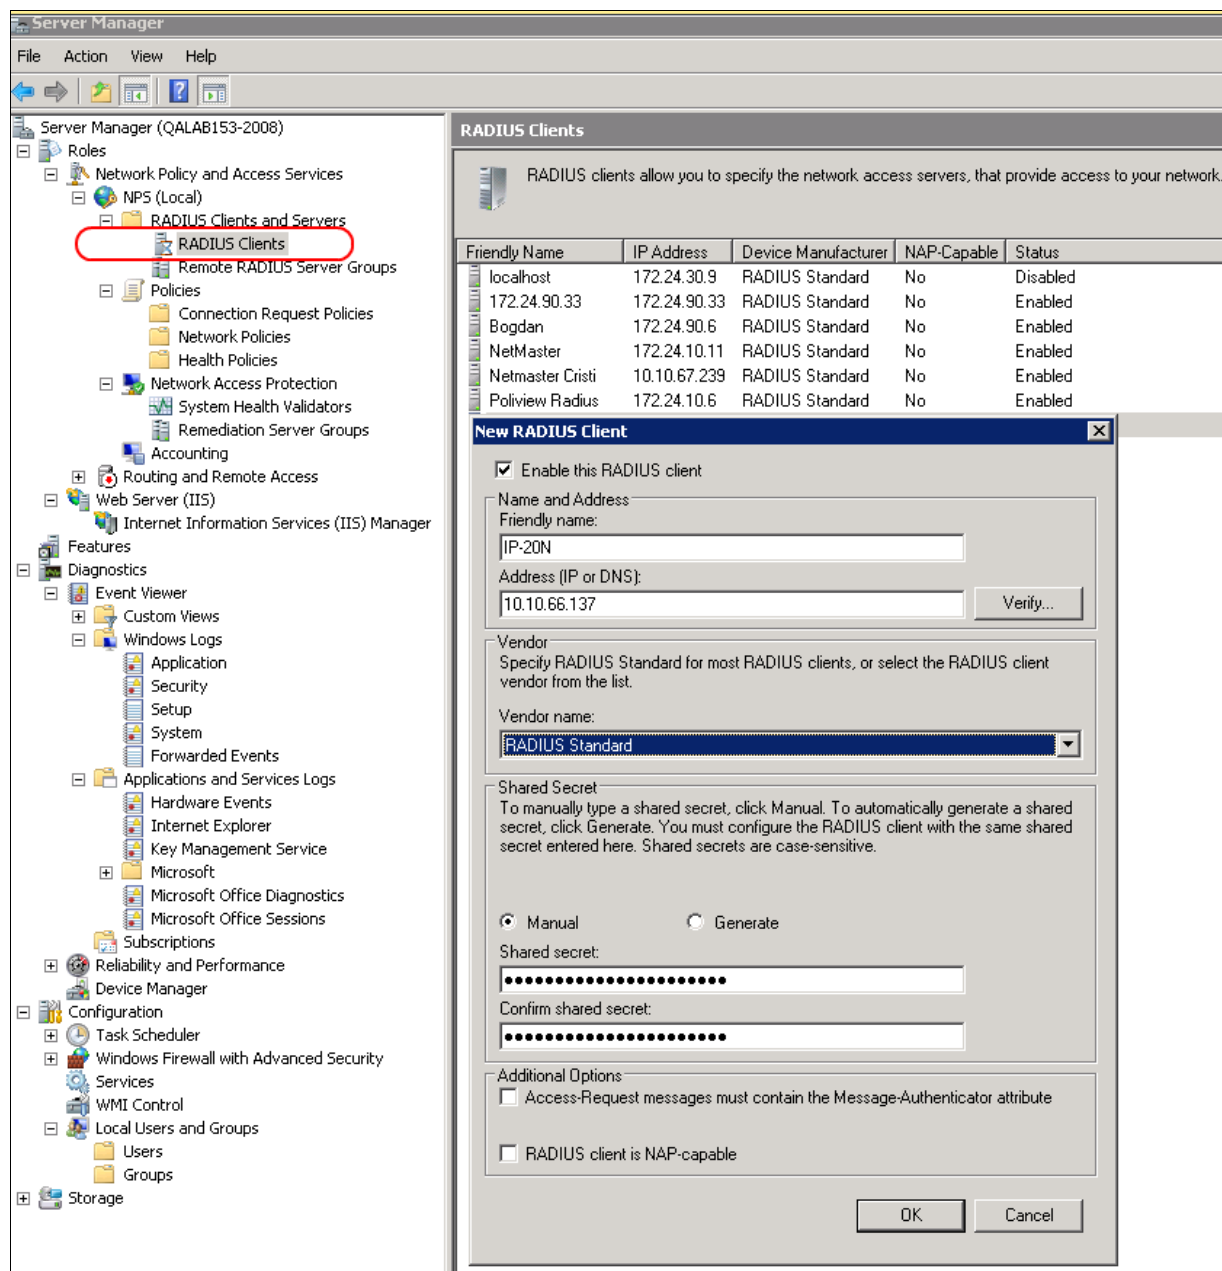 Server Manager
File Action View Help
Server Manager (QALAB153-2008)
Roles
Network Policy and Access Services
NPS (Local)
RADIUS Clients and Servers
RADIUS Clients
Remote RADIUS Server Groups
Policies
Connection Request Policies
Network Policies
Health Policies
Network Access Protection
System Health Validators
Remediation Server Groups
Accounting
Routing and Remote Access
Web Server (IIS)
Internet Information Services (IIS) Manager
Features
Diagnostics
Event Viewer
Custom Views
Windows Logs
Application
Security
Setup
System
Forwarded Events
Applications and Services Logs
Hardware Events
Internet Explorer
Key Management Service
Microsoft
Microsoft Office Diagnostics
Microsoft Office Sessions
Subscriptions
Reliability and Performance
Device Manager
Configuration
Task Scheduler
Windows Firewall with Advanced Security
Services
WMI Control
Local Users and Groups
Users
Groups
Storage
RADIUS Clients
RADIUS clients allow you to specify the network access servers, that provide access to your network.
Friendly Name IP Address Device Manufacturer NAP-Capable Status
localhost 172.24.30.9 RADIUS Standard No Disabled
172.24.90.33 172.24.90.33 RADIUS Standard No Enabled
Bogdan 172.24.90.6 RADIUS Standard No Enabled
NetMaster 172.24.10.11 RADIUS Standard No Enabled
Netmaster Cristi 10.10.67.239 RADIUS Standard No Enabled
Poliview Radius 172.24.10.6 RADIUS Standard No Enabled
New RADIUS Client
Enable this RADIUS client
Name and Address
Friendly name:
IP-20N
Address (IP or DNS):
10.10.66.137
Verify...
Vendor
Specify RADIUS Standard for most RADIUS clients, or select the RADIUS client
vendor from the list.
Vendor name:
RADIUS Standard
Shared Secret
To manually type a shared secret, click Manual. To automatically generate a shared
secret, click Generate. You must configure the RADIUS client with the same shared
secret entered here. Shared secrets are case-sensitive.
Manual Generate
Shared secret:
Confirm shared secret:
Additional Options
Access-Request messages must contain the Message-Authenticator attribute
RADIUS client is NAP-capable
OK Cancel